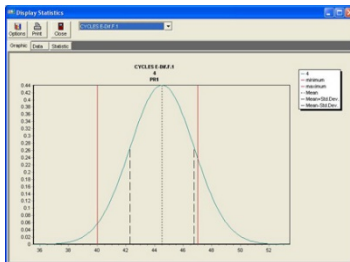 Display Statistics
Options Print Close
CYCLES E-DIf.F.1
Graphic Data Statistic
CYCLES E-DIf.F.1
4
PR1
4
minimum
maximum
Mean
Mean+Std.Dev
Mean-Std.Dev
0.44
0.42
0.4
0.38
0.36
0.34
0.32
0.3
0.28
0.26
0.24
0.22
0.2
0.18
0.16
0.14
0.12
0.1
0.08
0.06
0.04
0.02
0
36 38 40 42 44 46 48 50 52